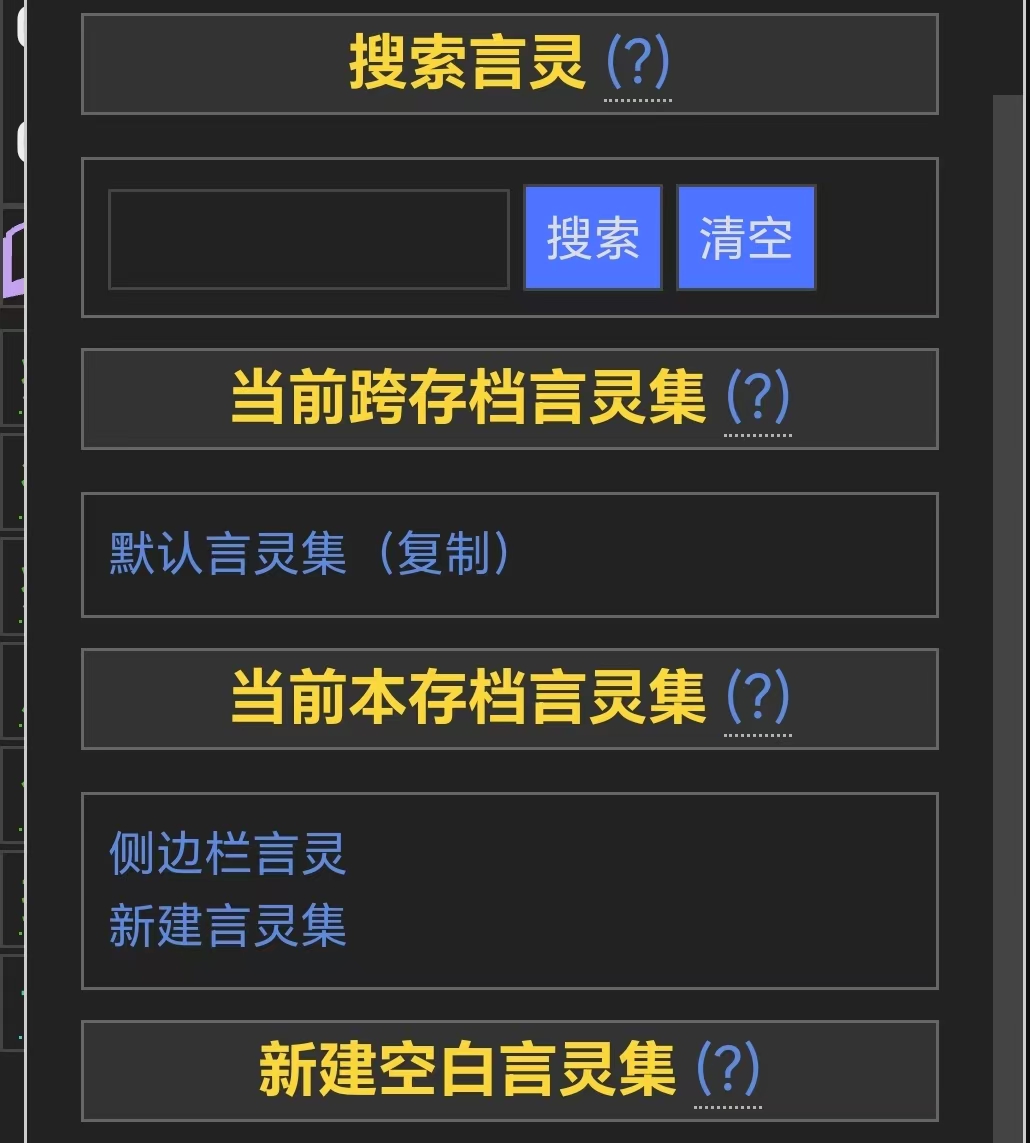 搜索言灵 (?)
搜索 清空
当前跨存档言灵集 (?)
默认言灵集（复制）
当前本存档言灵集 (?)
侧边栏言灵
新建言灵集
新建空白言灵集 (?)